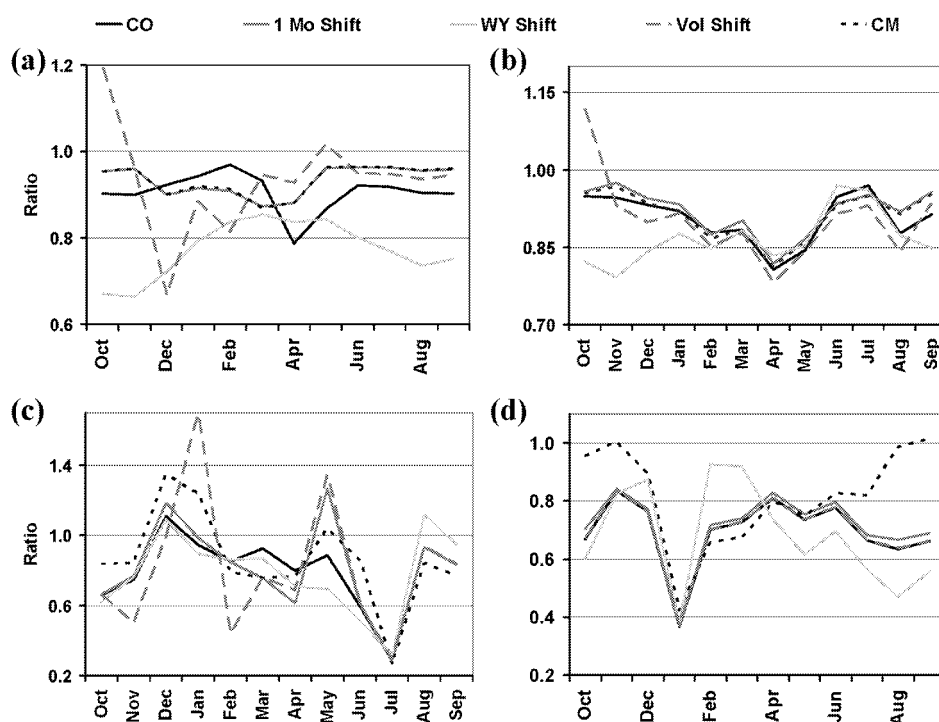 CO 1 Mo Shift WY Shift Vol Shift CM
(a) (b)
1.2
1.0
0.8
0.6
Ratio
Oct Dec Feb Apr Jun Aug
1.15
1.00
0.85
0.70
Oct Nov Dec Jan Feb Mar Apr May Jun Jul Aug Sep
(c) (d)
1.4
1.0
0.6
0.2
Ratio
Oct Nov Dec Jan Feb Mar Apr May Jun Jul Aug Sep
1.0
0.8
0.6
0.4
0.2
Oct Dec Feb Apr Jun Aug